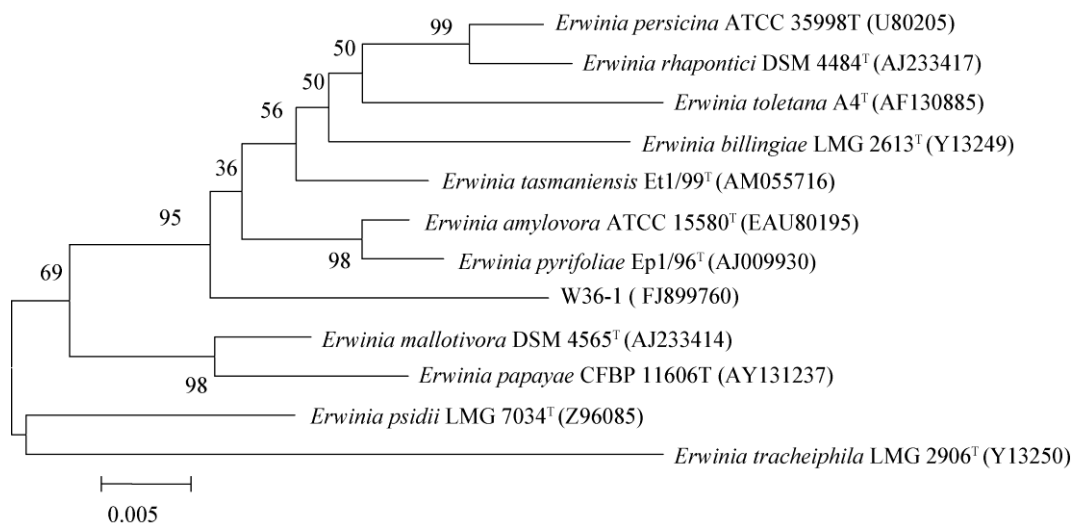 99
Erwinia persicina ATCC 35998T (U80205)
50
Erwinia rhapontici DSM 4484ᵀ (AJ233417)
50
Erwinia toletana A4ᵀ (AF130885)
56
Erwinia billingiae LMG 2613ᵀ (Y13249)
36
Erwinia tasmaniensis Et1/99ᵀ (AM055716)
95
Erwinia amylovora ATCC 15580ᵀ (EAU80195)
98
Erwinia pyrifoliae Ep1/96ᵀ (AJ009930)
69
W36-1 ( FJ899760)
Erwinia mallotivora DSM 4565ᵀ (AJ233414)
98
Erwinia papayae CFBP 11606T (AY131237)
Erwinia psidii LMG 7034ᵀ (Z96085)
Erwinia tracheiphila LMG 2906ᵀ (Y13250)
0.005